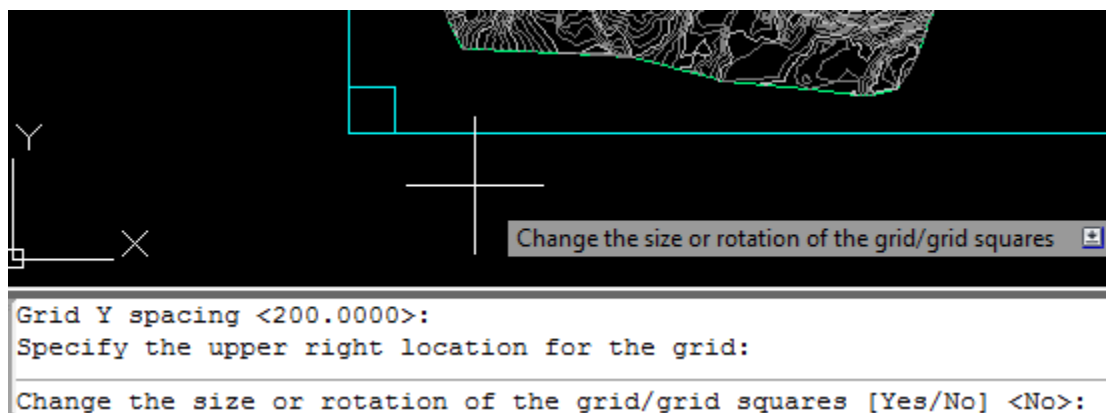 Y
X
Change the size or rotation of the grid/grid squares
Grid Y spacing <200.0000>:
Specify the upper right location for the grid:
Change the size or rotation of the grid/grid squares [Yes/No] <No>: